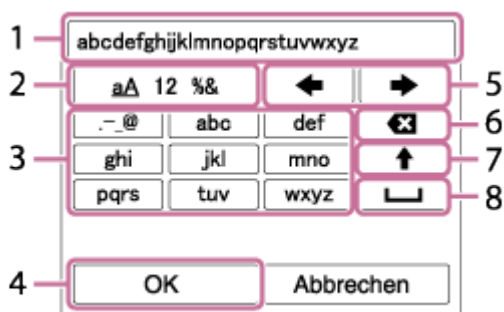 1 abcdefghijklmnopqrstuvwxyz
2 aA 12 %& 5
.-_@ abc def 6
3 ghi jkl mno 7
pqrs tuv wxyz 8
4 OK Abbrechen